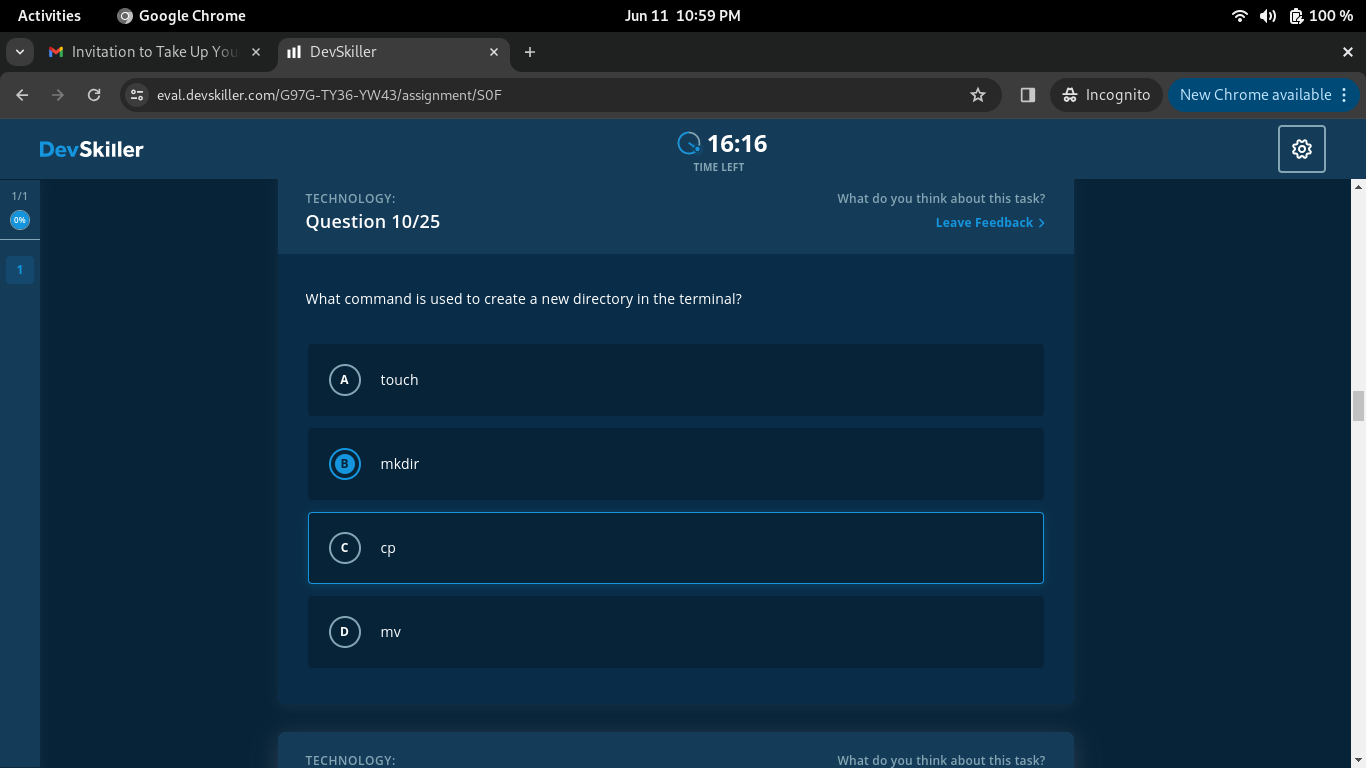 Activities Google Chrome Jun 11 10:59 PM 100 %
Invitation to Take Up You DevSkiller
eval.devskiller.com/G97G-TY36-YW43/assignment/S0F Incognito New Chrome available
DevSkiller 16:16
TIME LEFT
1/1
0%
1
TECHNOLOGY: What do you think about this task?
Question 10/25 Leave Feedback
What command is used to create a new directory in the terminal?
A touch
B mkdir
C cp
D mv
TECHNOLOGY: What do you think about this task?